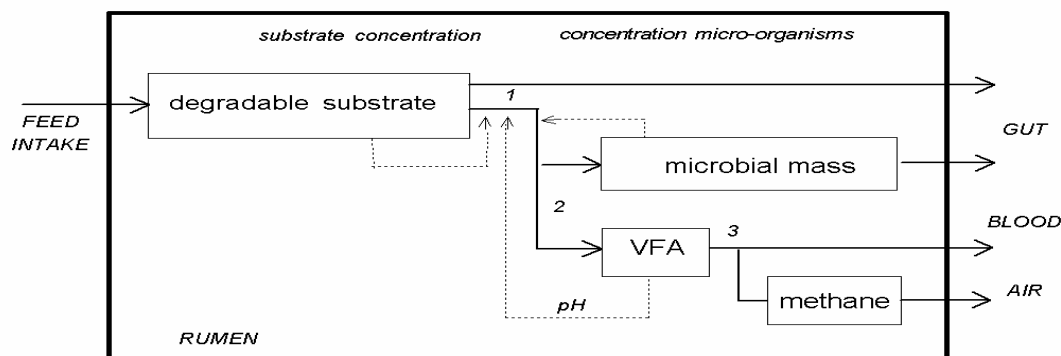 substrate concentration
concentration micro-organisms
degradable substrate
1
FEED
INTAKE
GUT
microbial mass
2
BLOOD
3
VFA
AIR
pH
methane
RUMEN